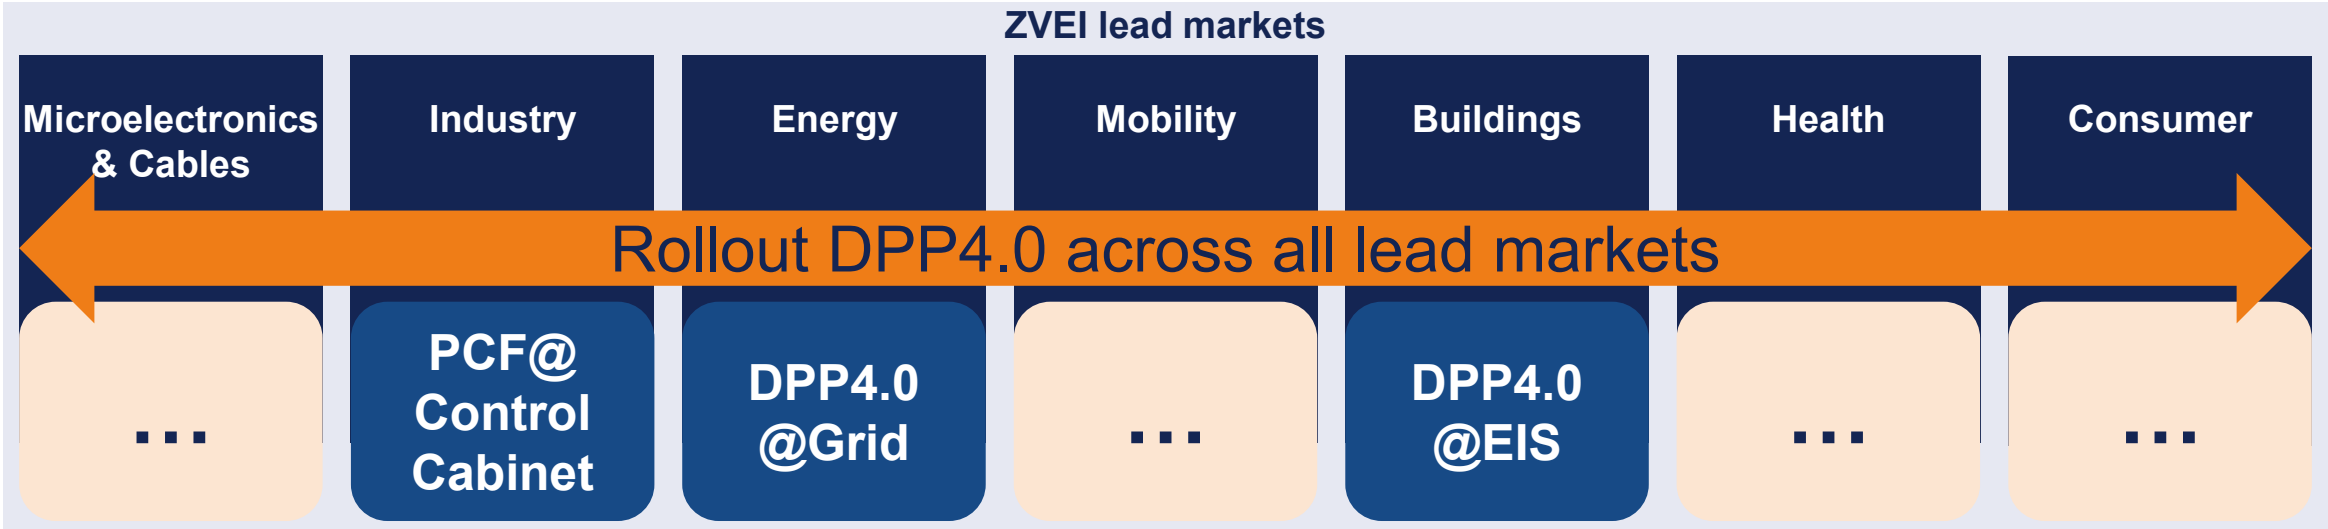 ZVEI lead markets
Microelectronics
& Cables
Industry
Energy
Mobility
Buildings
Health
Consumer
Rollout DPP4.0 across all lead markets
...
PCF@
Control
Cabinet
DPP4.0
@Grid
...
DPP4.0
@EIS
...
...